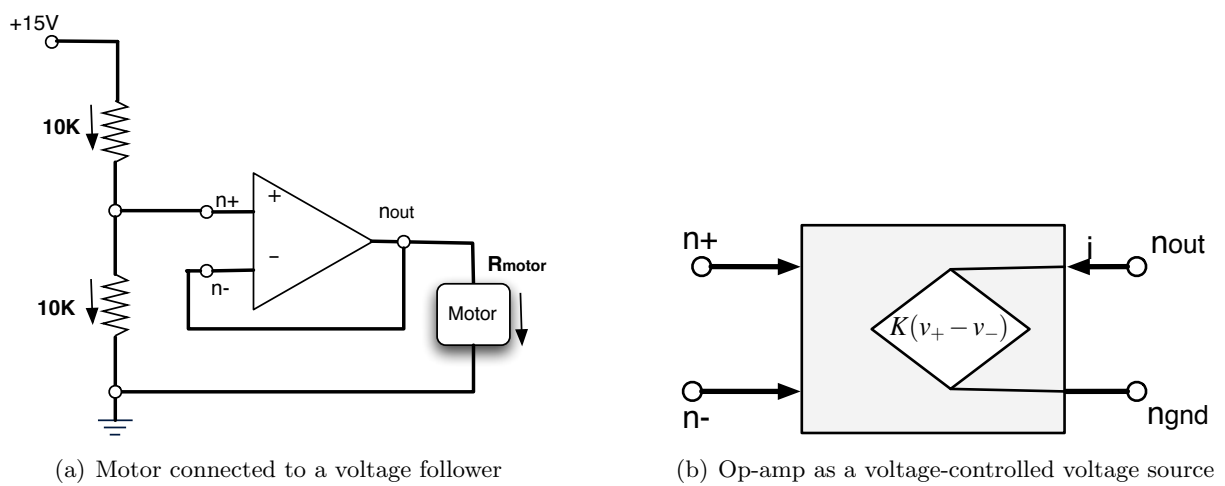 +15V
10K
n+
+
nout
−
n-
10K
Rmotor
Motor
(a) Motor connected to a voltage follower
n+
i
nout
K(v₊ − v₋)
n-
ngnd
(b) Op-amp as a voltage-controlled voltage source